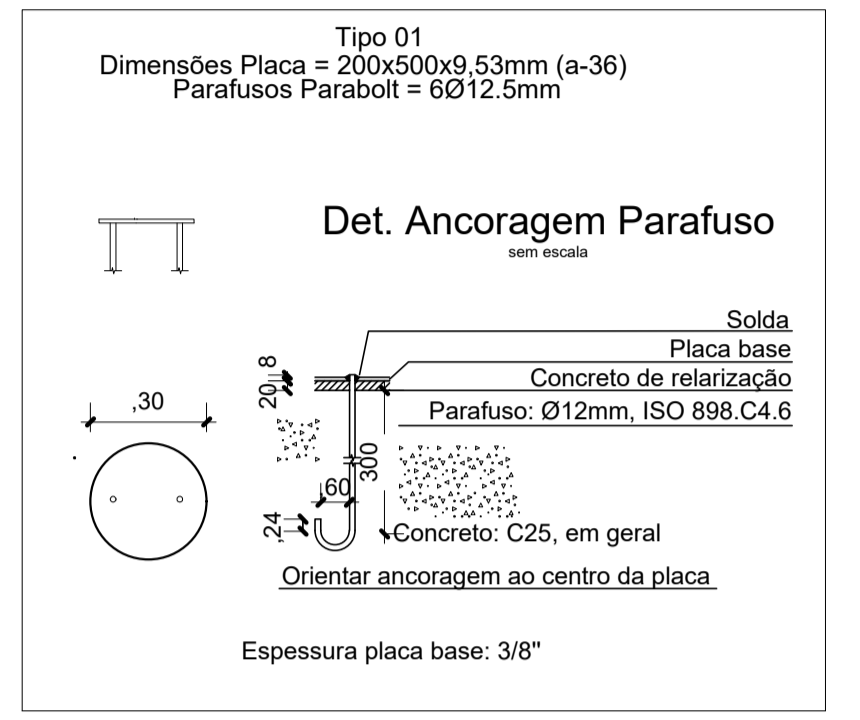 Tipo 01
Dimensões Placa = 200x500x9,53mm (a-36)
Parafusos Parabolt = 6Ø12.5mm
Det. Ancoragem Parafuso
sem escala
Solda
Placa base
Concreto de relarização
Parafuso: Ø12mm, ISO 898.C4.6
8
20
,30
300
,60
,24
Concreto: C25, em geral
Orientar ancoragem ao centro da placa
Espessura placa base: 3/8"